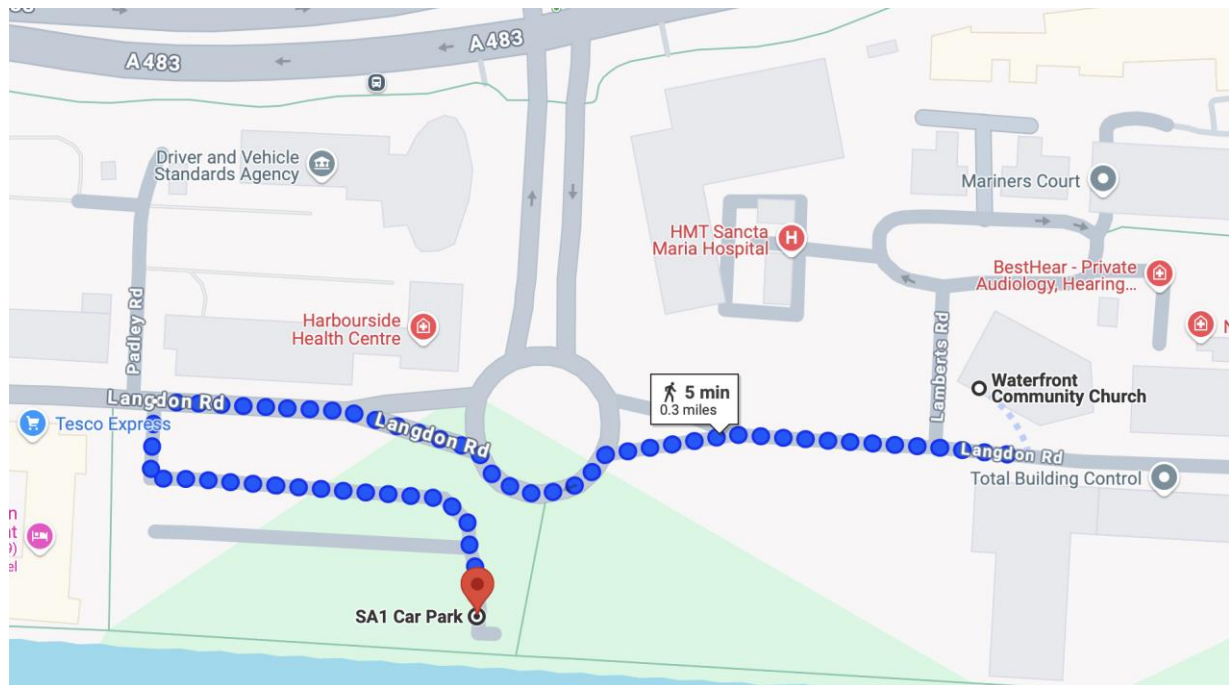 A483
A483
Driver and Vehicle
Standards Agency
Mariners Court
HMT Sancta
Maria Hospital
H
BestHear - Private
Audiology, Hearing...
Padley Rd
Harbourside
Health Centre
Lamberts Rd
5 min
0.3 miles
Waterfront
Community Church
Langdon Rd
Langdon Rd
Langdon Rd
Tesco Express
Total Building Control
SA1 Car Park